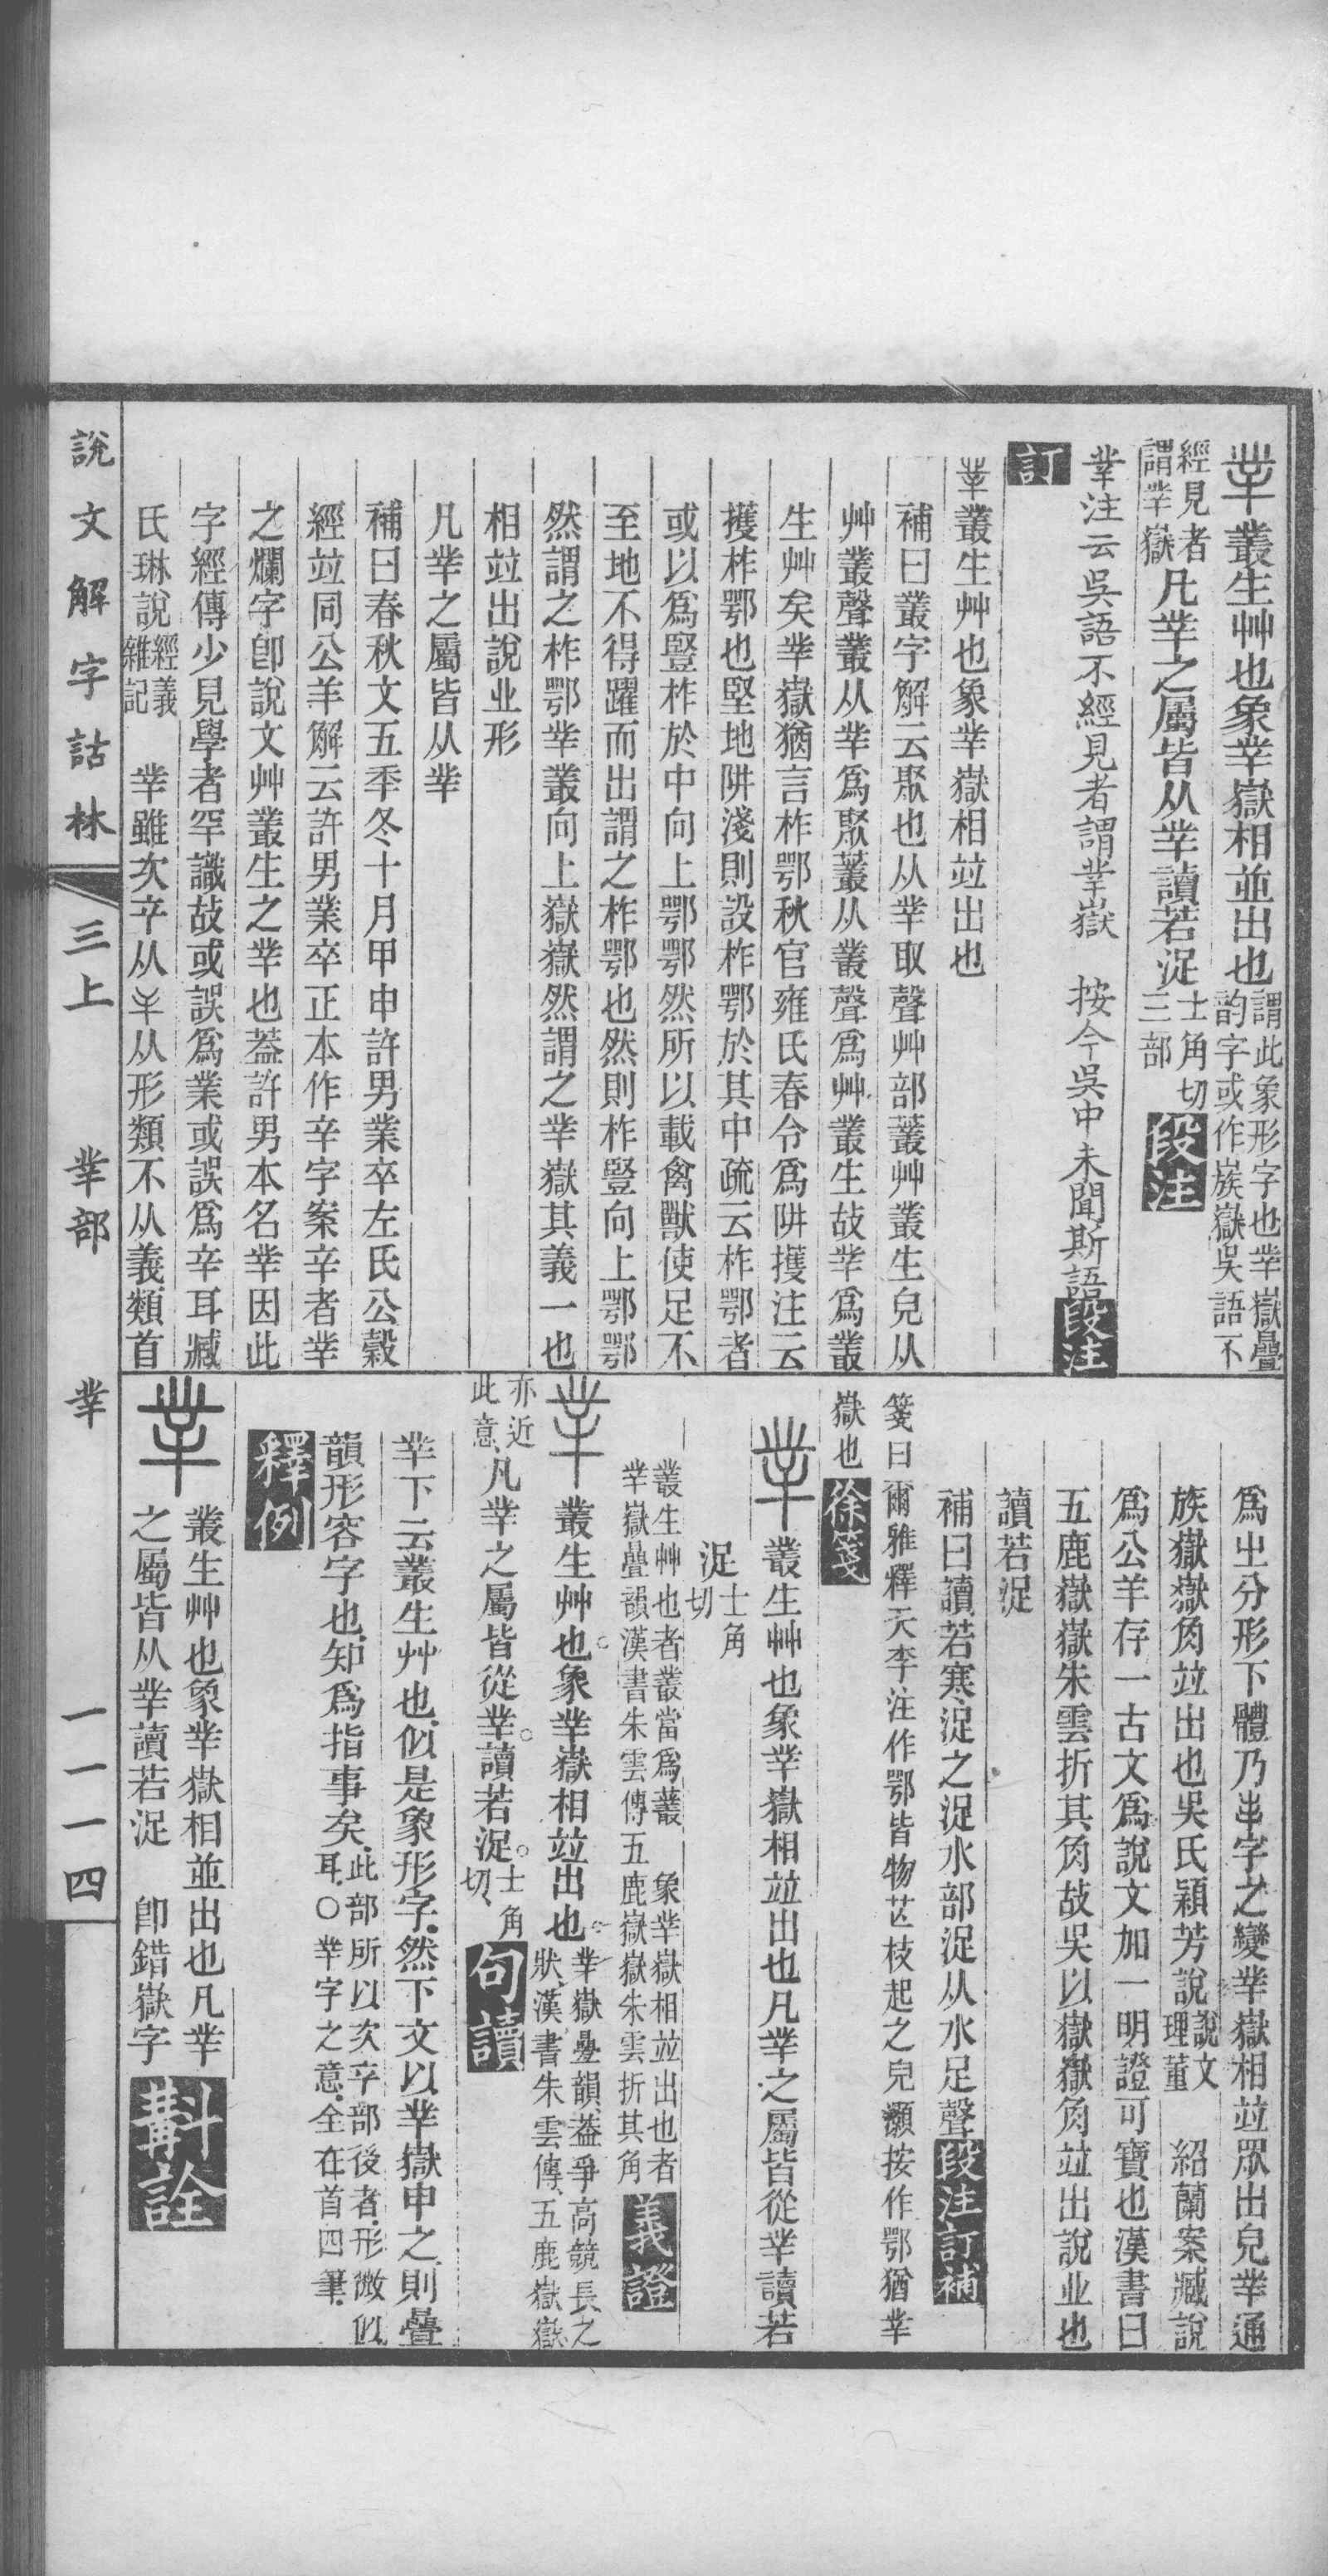 丵叢生艸也象丵嶽相並出也謂此象形字也丵嶽疊韵字或作蔟嶽吳語不
經見者謂丵嶽凡丵之屬皆从丵讀若浞士角切三部段注
丵注云吳語不經見者謂丵嶽 按今吳中未聞斯語段注
訂
丵叢生艸也象丵嶽相竝出也
補曰叢字解云聚也从丵取聲艸部䕺艸叢生皃从
艸叢聲叢从丵爲聚䕺从叢聲爲艸叢生故丵爲叢
生艸矣丵嶽猶言柞鄂秋官雍氏春令爲阱擭注云
擭柞鄂也堅地阱淺則設柞鄂於其中疏云柞鄂者
或以爲豎柞於中向上鄂鄂然所以載禽獸使足不
至地不得躍而出謂之柞鄂也然則柞豎向上鄂鄂
然謂之柞鄂丵叢向上嶽嶽然謂之丵嶽其義一也
相竝出說业形
凡丵之屬皆从丵
補曰春秋文五季冬十月甲申許男業卒左氏公穀
經竝同公羊解云許男業卒正本作辛字案辛者丵
之爛字卽說文艸叢生之丵也蓋許男本名丵因此
字經傳少見學者罕識故或誤爲業或誤爲辛耳臧
氏琳說經義雜記 丵雖次䇂从𢆉从形類不从義類首
爲㞢分形下體乃𢆉字之變丵嶽相竝眾出皃丵通
族嶽嶽角竝出也吳氏穎芳說說文理董 紹蘭案臧說
爲公羊存一古文爲說文加一明證可寶也漢書曰
五鹿嶽嶽朱雲折其角故吳以嶽嶽角竝出說业也
讀若浞
補曰讀若寒浞之浞水部浞从水足聲段注訂補
箋曰爾雅釋天李注作鄂皆物芒枝起之皃灝按作鄂猶丵
嶽也徐箋
丵叢生艸也象丵嶽相竝出也凡丵之屬皆從丵讀若
浞士角切
叢生艸也者叢當爲䕺 象丵嶽相竝出也者
丵嶽疊韻漢書朱雲傳五鹿嶽嶽朱雲折其角義證
丵叢生艸也象丵嶽相竝出也丵嶽疊韻蓋爭高競長之狀漢書朱雲傳五鹿嶽嶽
亦近此意凡丵之屬皆從丵讀若浞士角切句讀
丵下云叢生艸也似是象形字然下文以丵嶽申之則疊
韻形容字也知爲指事矣此部所以次䇂部後者形微似耳○丵字之意全在首四筆
釋例
丵叢生艸也象丵嶽相並出也凡丵
之屬皆从丵讀若浞 卽錯嶽字斠詮
說文解字詁林 三上 丵部 丵 一一一四